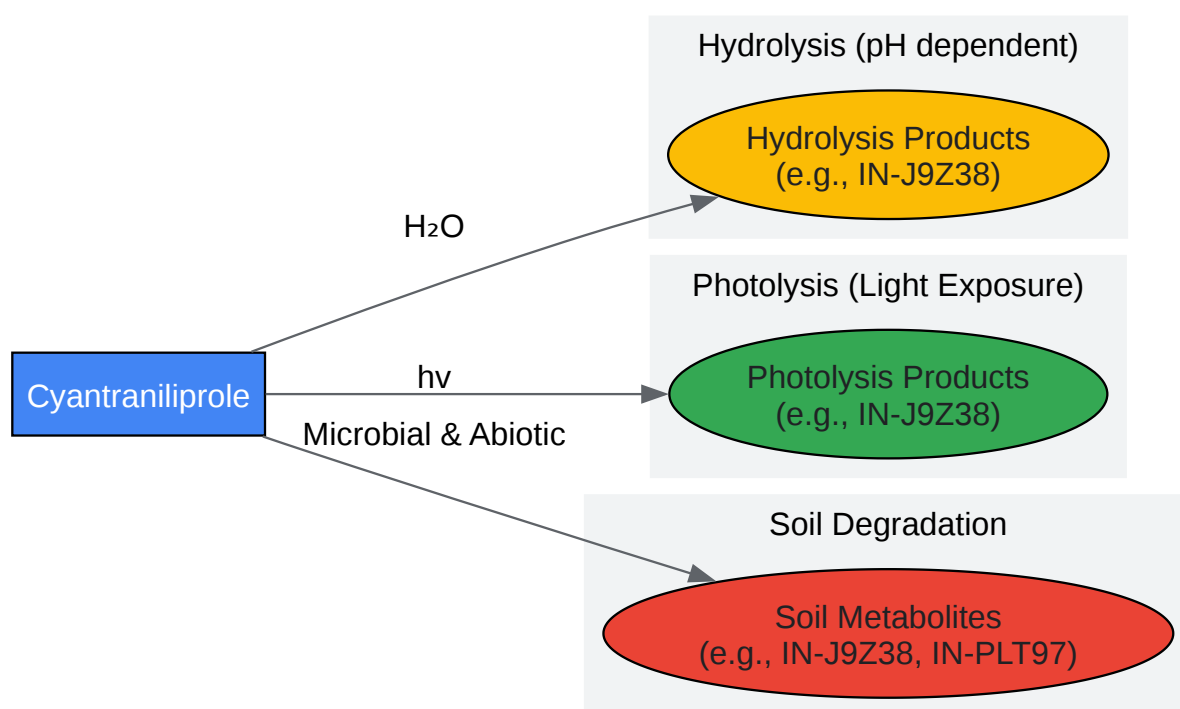 Hydrolysis (pH dependent)
Hydrolysis Products
(e.g., IN-J9Z38)
H₂O
Photolysis (Light Exposure)
Photolysis Products
(e.g., IN-J9Z38)
hv
Cyantraniliprole
Microbial & Abiotic
Soil Degradation
Soil Metabolites
(e.g., IN-J9Z38, IN-PLT97)